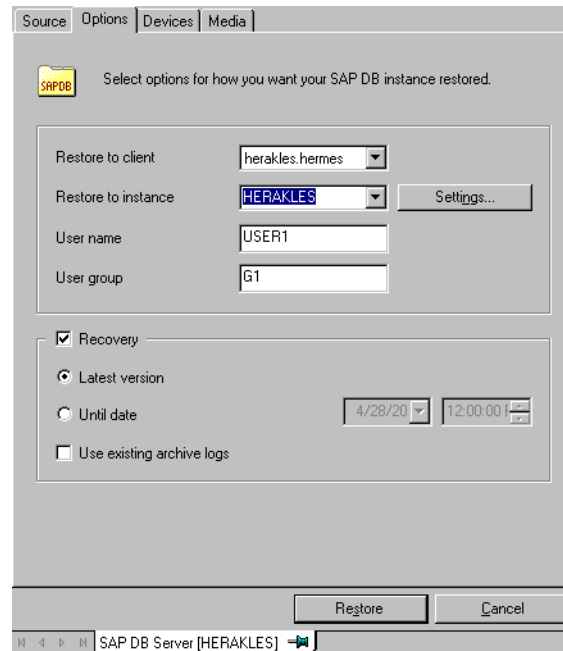 Source Options Devices Media
SAPDB Select options for how you want your SAP DB instance restored.
Restore to client herakles.hermes
Restore to instance HERAKLES Settings...
User name USER1
User group G1
Recovery
Latest version
Until date 4/28/20 12:00:00
Use existing archive logs
Restore Cancel
SAP DB Server [HERAKLES]